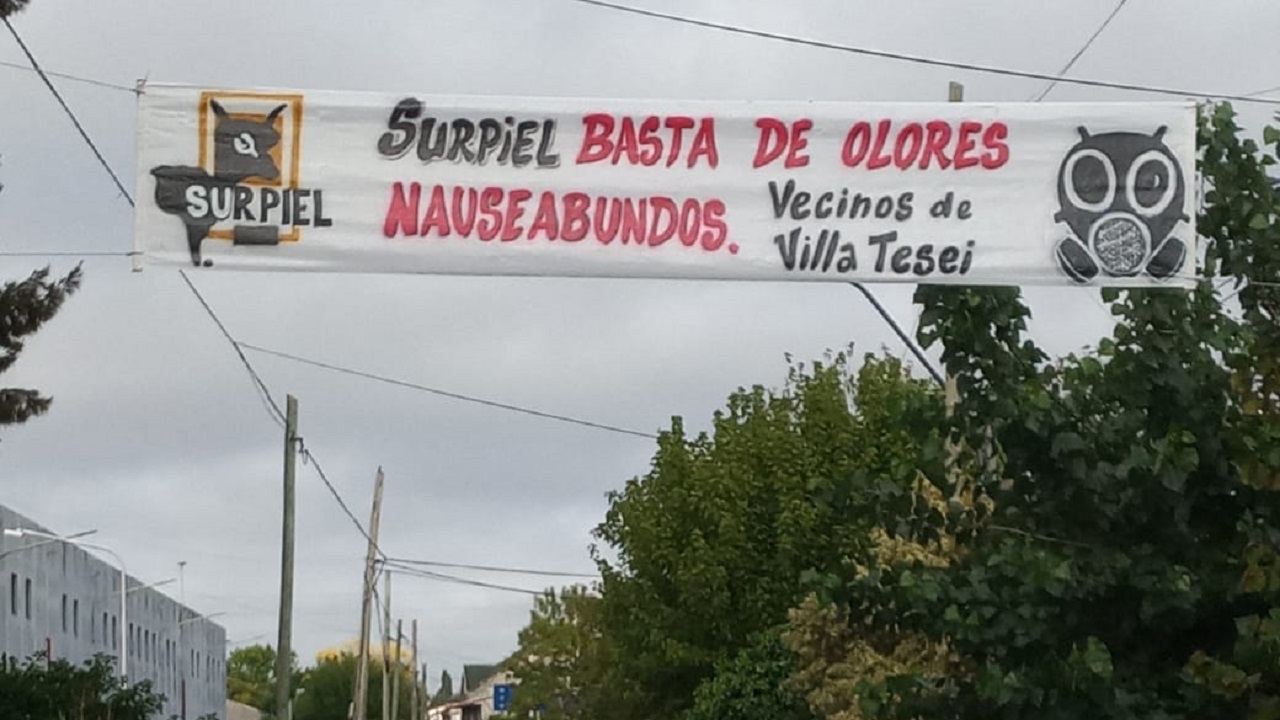 SURPIEL
SURPiEL BASTA DE OLORES
NAUSEABUNDOS.
Vecinos de
Villa Tesei